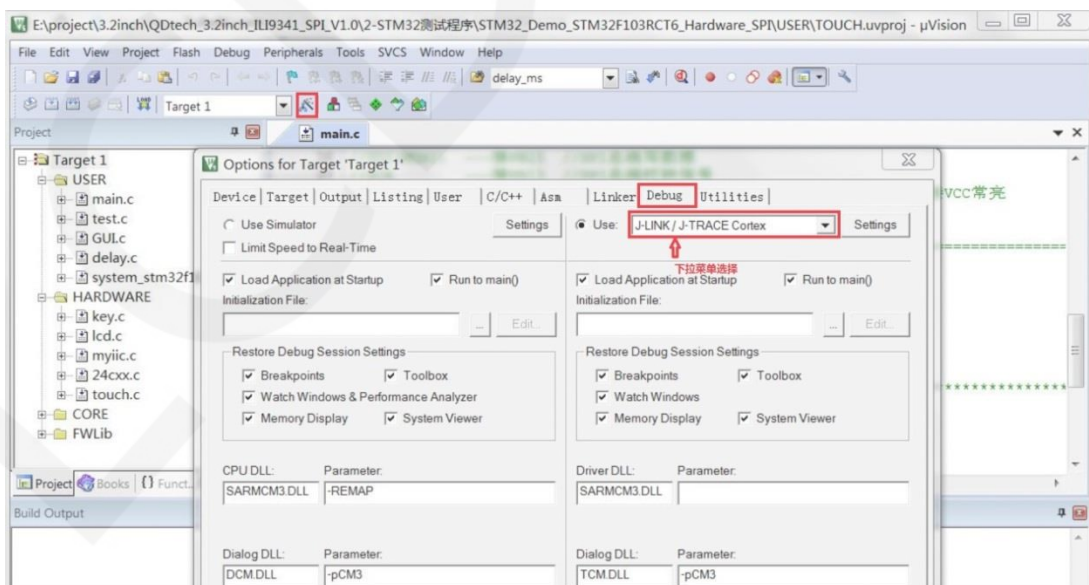 E:\project\3.2inch\QDtech_3.2inch_ILI9341_SPI_V1.0\2-STM32测试程序\STM32_Demo_STM32F103RCT6_Hardware_SPI\USER\TOUCH.uvproj - µVision
File Edit View Project Flash Debug Peripherals Tools SVCS Window Help
delay_ms
Target 1
Project
main.c
Target 1
USER
main.c
test.c
GUI.c
delay.c
system_stm32f1
HARDWARE
key.c
lcd.c
myiic.c
24cxx.c
touch.c
CORE
FWLib
Project Books {} Funct...
Build Output
VCC常亮
Options for Target 'Target 1'
Device Target Output Listing User C/C++ Asm Linker Debug Utilities
Use Simulator Settings
Limit Speed to Real-Time
Load Application at Startup Run to main()
Initialization File:
... Edit...
Restore Debug Session Settings
Breakpoints Toolbox
Watch Windows & Performance Analyzer
Memory Display System Viewer
CPU DLL: Parameter:
SARMCM3.DLL -REMAP
Dialog DLL: Parameter:
DCM.DLL -pCM3
Use: J-LINK / J-TRACE Cortex Settings
下拉菜单选择
Load Application at Startup Run to main()
Initialization File:
... Edit...
Restore Debug Session Settings
Breakpoints Toolbox
Watch Windows
Memory Display System Viewer
Driver DLL: Parameter:
SARMCM3.DLL
Dialog DLL: Parameter:
TCM.DLL -pCM3